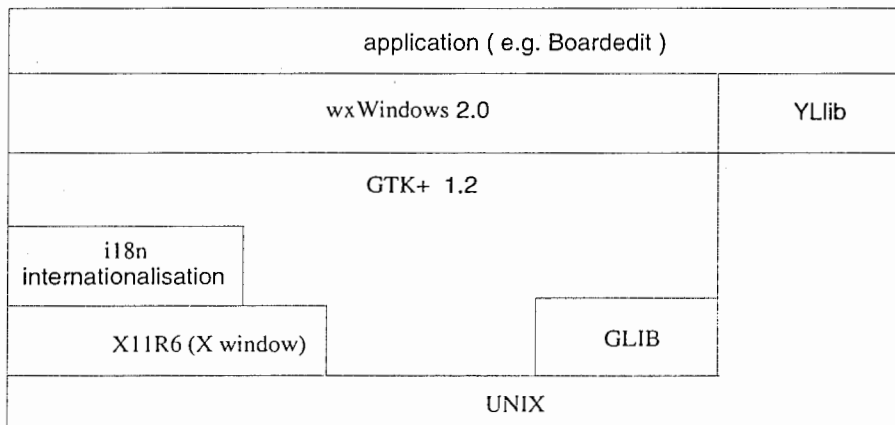 application ( e.g. Boardedit )
wxWindows 2.0
YLlib
GTK+ 1.2
i18n
internationalisation
X11R6 (X window)
GLIB
UNIX